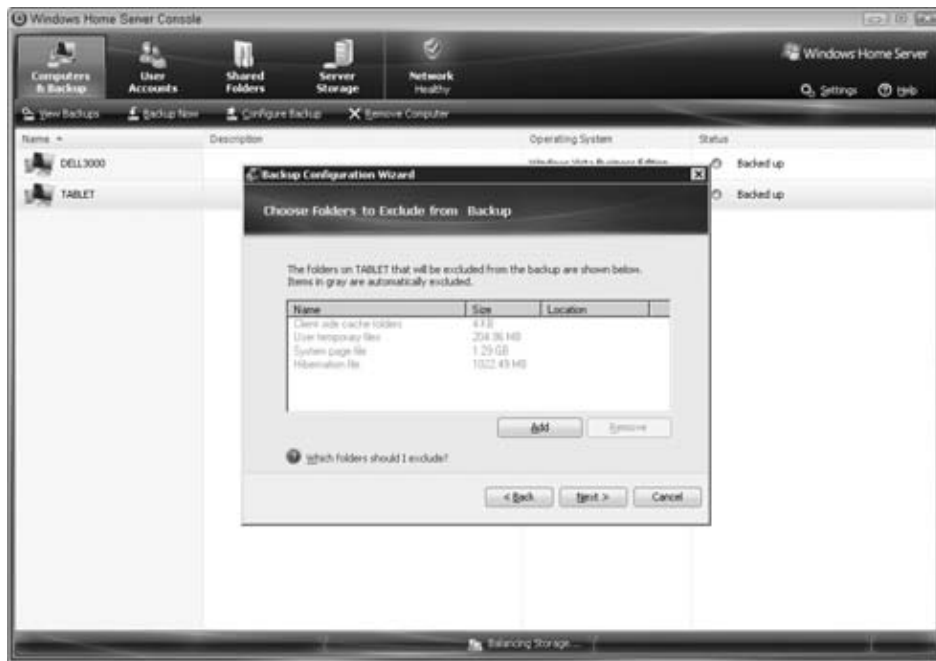 Windows Home Server Console
Computers & Backup
User Accounts
Shared Folders
Server Storage
Network
Healthy
Windows Home Server
Settings
Help
View Backups
Backup Now
Configure Backup
Remove Computer
Name
Description
Operating System
Status
DELL3000
Windows Vista Business Edition
Backed up
TABLET
Backed up
Backup Configuration Wizard
Choose Folders to Exclude from Backup
The folders on TABLET that will be excluded from the backup are shown below.
Items in gray are automatically excluded.
Name Size Location
Client side cache folders 4 KB
User temporary files 204.96 MB
System page file 1.29 GB
Hibernation file 1022.49 MB
Add
Remove
Which folders should I exclude?
< Back
Next >
Cancel
Balancing Storage...